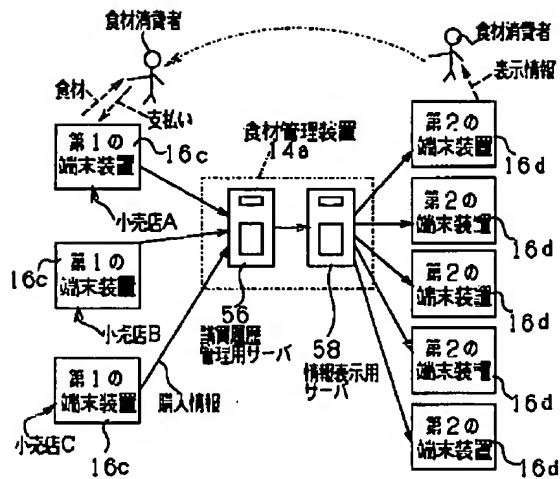 食材消費者
食材
支払い
第1の
端末装置
16c
小売店A
16c
第1の
端末装置
小売店B
第1の
端末装置
小売店C
16c
購入情報
食材管理装置
14a
56
購買履歴
管理用サーバ
58
情報表示用
サーバ
食材消費者
表示情報
第2の
端末装置
16d
第2の
端末装置
16d
第2の
端末装置
16d
第2の
端末装置
16d
第2の
端末装置
16d